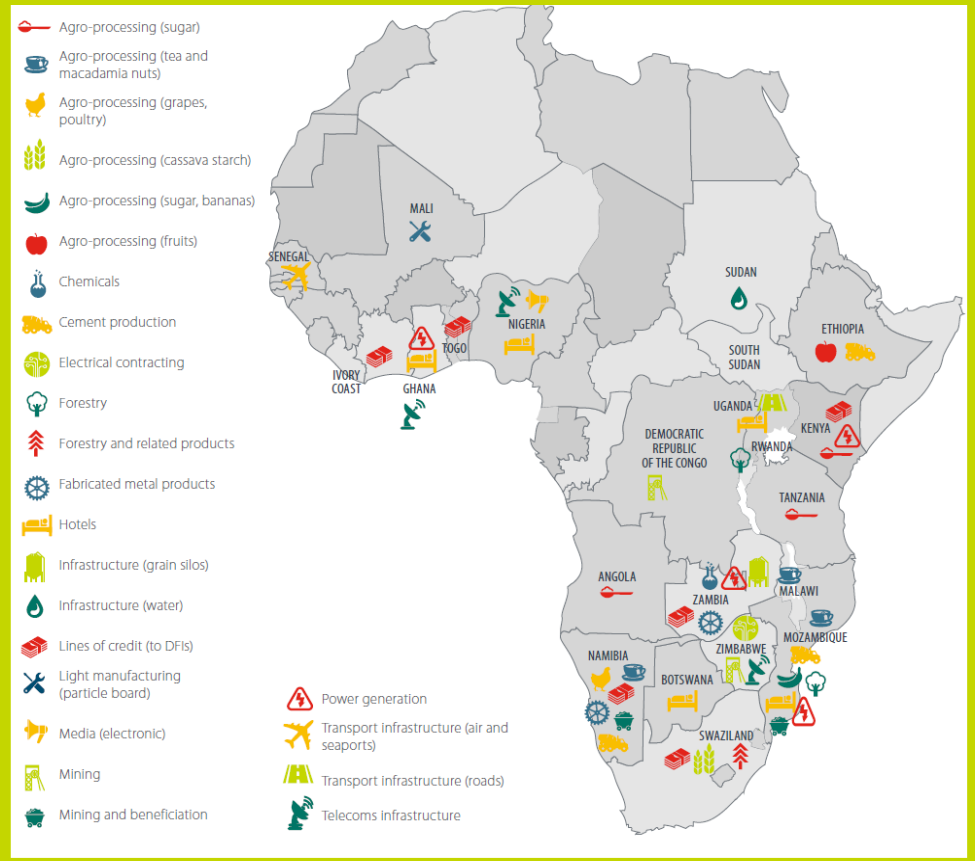 Agro-processing (sugar)
Agro-processing (tea and
macadamia nuts)
Agro-processing (grapes,
poultry)
Agro-processing (cassava starch)
Agro-processing (sugar, bananas)
Agro-processing (fruits)
Chemicals
Cement production
Electrical contracting
Forestry
Forestry and related products
Fabricated metal products
Hotels
Infrastructure (grain silos)
Infrastructure (water)
Lines of credit (to DFIs)
Light manufacturing
(particle board)
Media (electronic)
Mining
Mining and beneficiation
Power generation
Transport infrastructure (air and
seaports)
Transport infrastructure (roads)
Telecoms infrastructure
MALI
SENEGAL
SUDAN
NIGERIA
TOGO
IVORY
COAST
GHANA
ETHIOPIA
SOUTH
SUDAN
UGANDA
KENYA
RWANDA
DEMOCRATIC
REPUBLIC
OF THE CONGO
TANZANIA
ANGOLA
ZAMBIA
MALAWI
MOZAMBIQUE
ZIMBABWE
NAMIBIA
BOTSWANA
SWAZILAND